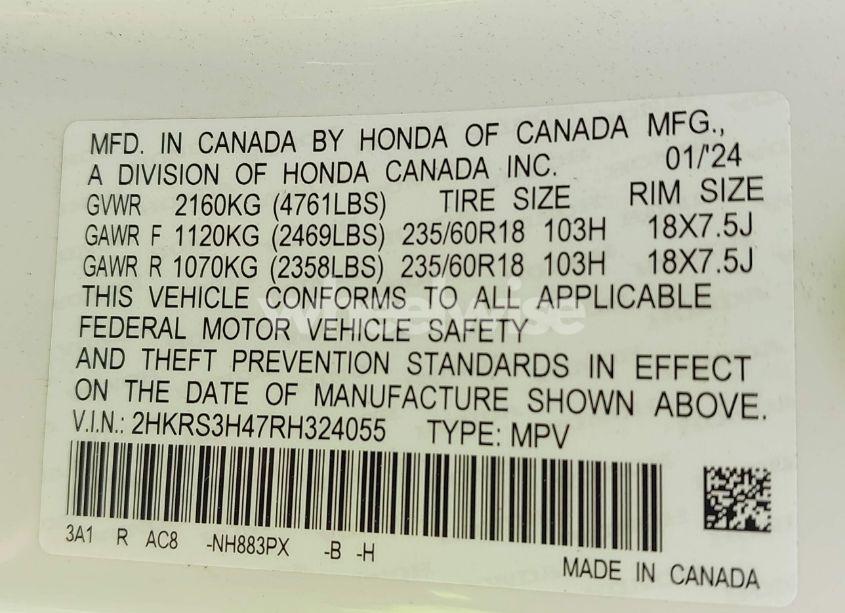 MFD. IN CANADA BY HONDA OF CANADA MFG.,
A DIVISION OF HONDA CANADA INC. 01/'24
GVWR 2160KG (4761LBS) TIRE SIZE RIM SIZE
GAWR F 1120KG (2469LBS) 235/60R18 103H 18X7.5J
GAWR R 1070KG (2358LBS) 235/60R18 103H 18X7.5J
THIS VEHICLE CONFORMS TO ALL APPLICABLE
wheelwise
FEDERAL MOTOR VEHICLE SAFETY
AND THEFT PREVENTION STANDARDS IN EFFECT
ON THE DATE OF MANUFACTURE SHOWN ABOVE.
V.I.N.: 2HKRS3H47RH324055 TYPE: MPV
3A1 R AC8 -NH883PX -B -H
MADE IN CANADA